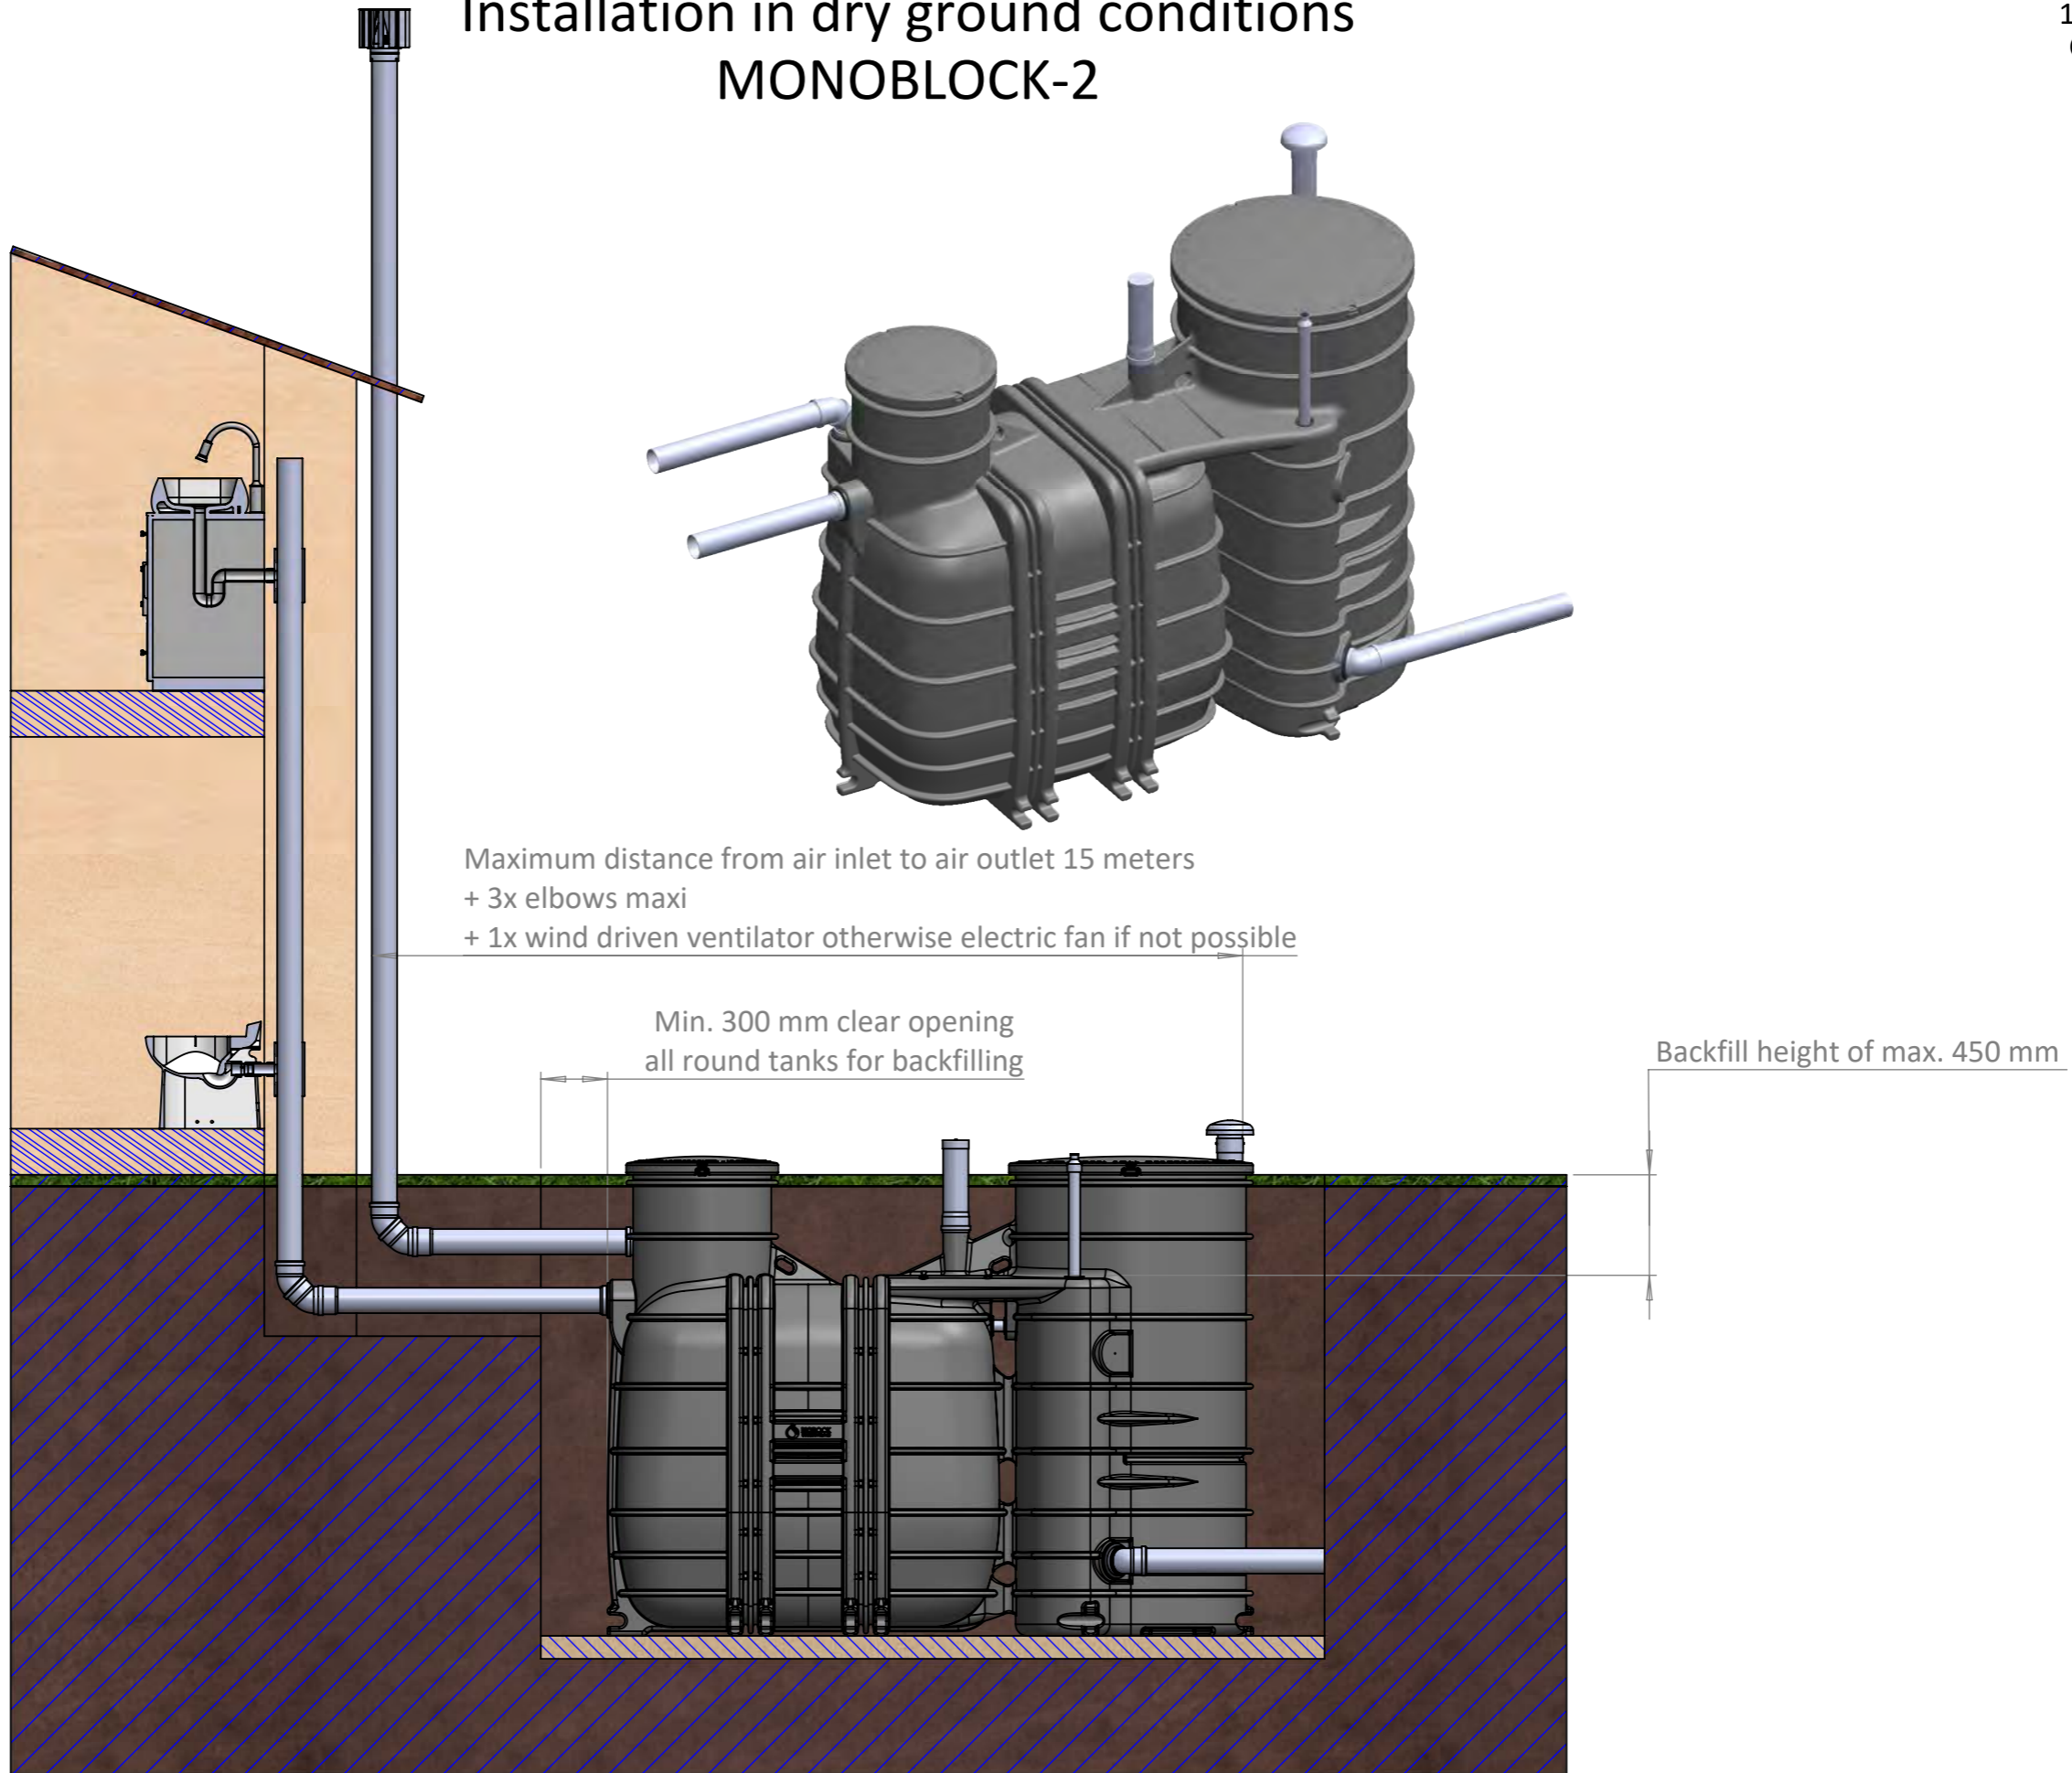 Installation in dry ground conditions
MONOBLOCK-2
Maximum distance from air inlet to air outlet 15 meters
+ 3x elbows maxi
+ 1x wind driven ventilator otherwise electric fan if not possible
Min. 300 mm clear opening
all round tanks for backfilling
Backfill height of max. 450 mm